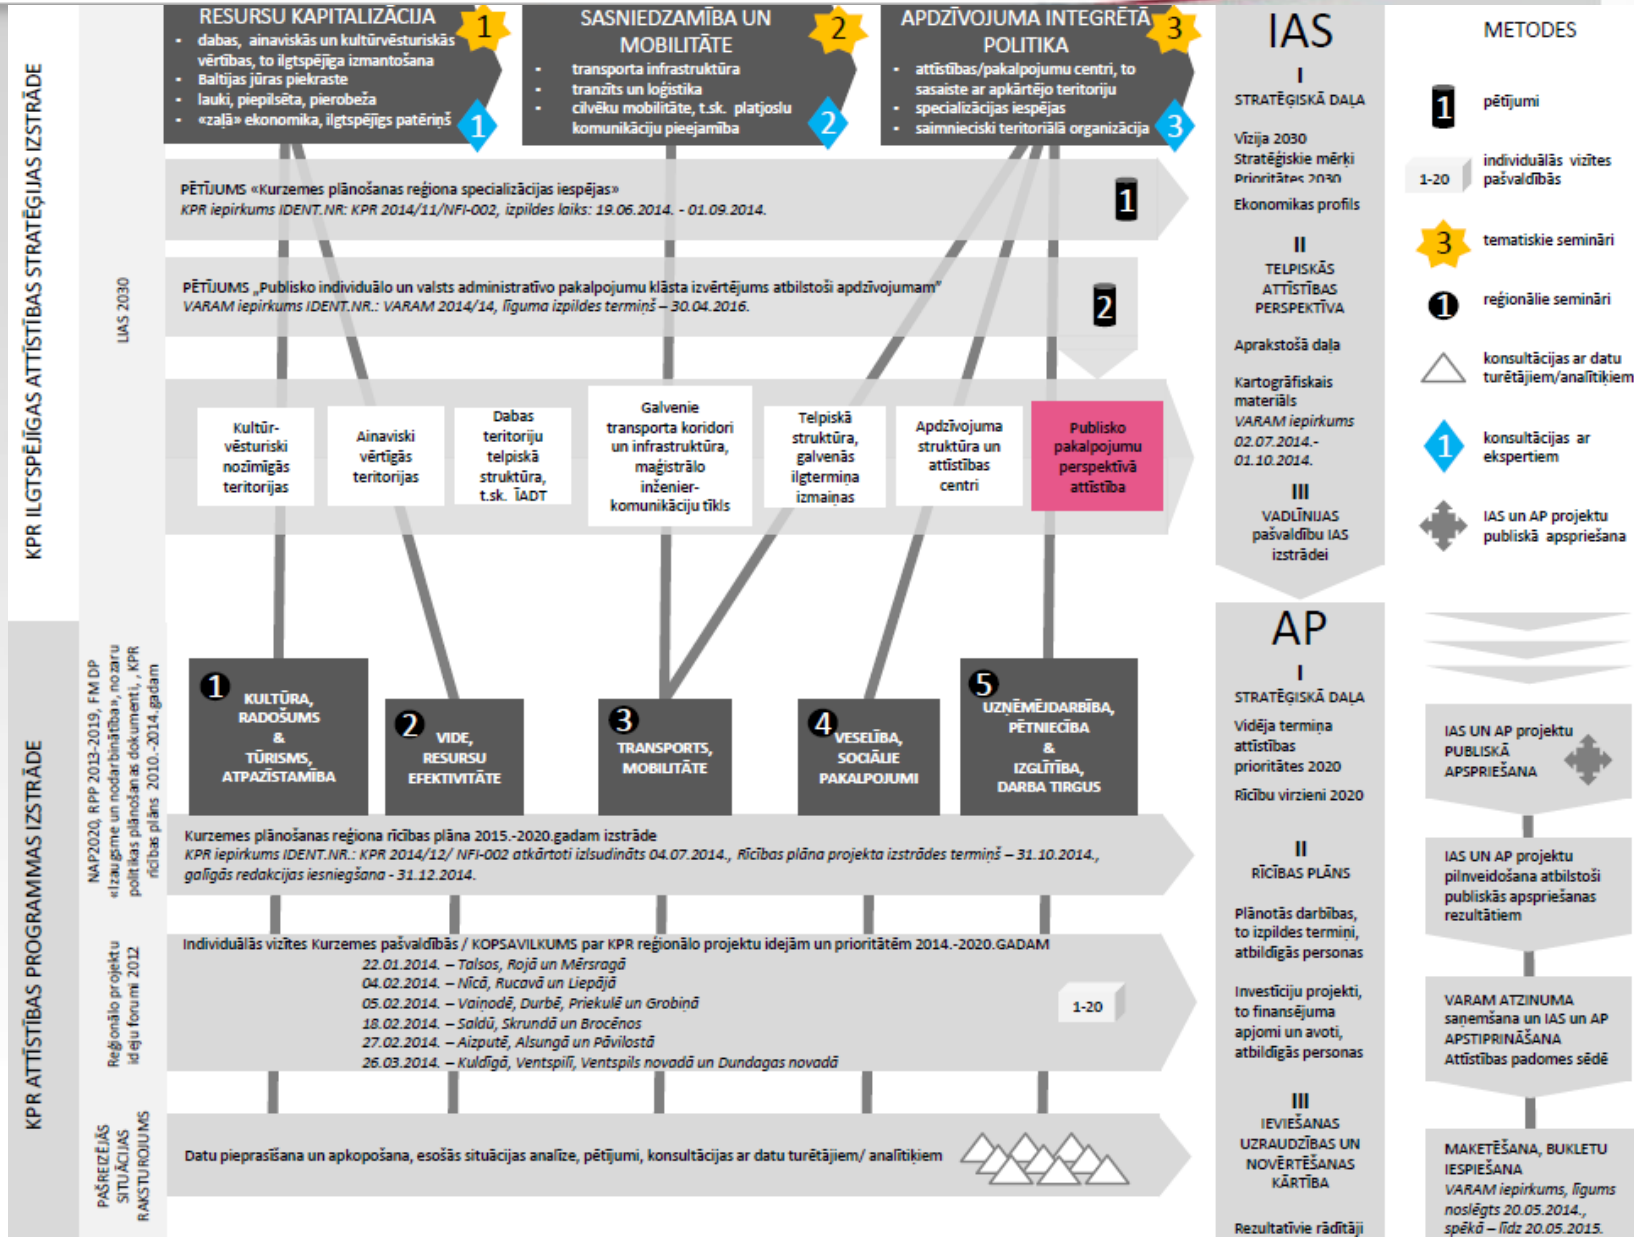 RESURSU KAPITALIZĀCIJA
1
- dabas, ainaviskās un kultūrvēsturiskās
vērtības, to ilgtspējīga izmantošana
- Baltijas jūras piekraste
- lauki, piepilsēta, pierobeža
- «zaļā» ekonomika, ilgtspējīgs patēriņš
1
SASNIEDZAMĪBA UN
MOBILITĀTE
2
- transporta infrastruktūra
- tranzīts un loģistika
- cilvēku mobilitāte, t.sk. platjoslu
komunikāciju pieejamība
2
APDZĪVOJUMA INTEGRĒTĀ
POLITIKA
3
- attīstības/pakalpojumu centri, to
sasaiste ar apkārtējo teritoriju
- specializācijas iespējas
- saimnieciski teritoriālā organizācija
3
KPR ILGTSPĒJĪGAS ATTĪSTĪBAS STRATĒĢIJAS IZSTRĀDE
LIAS 2030
PĒTĪJUMS «Kurzemes plānošanas reģiona specializācijas iespējas»
KPR iepirkums IDENT.NR: KPR 2014/11/NFI-002, izpildes laiks: 19.06.2014. - 01.09.2014.
1
PĒTĪJUMS „Publisko individuālo un valsts administratīvo pakalpojumu klāsta izvērtējums atbilstoši apdzīvojumam”
VARAM iepirkums IDENT.NR.: VARAM 2014/14, līguma izpildes termiņš – 30.04.2016.
2
Kultūr-
vēsturiski
nozīmīgās
teritorijas
Ainaviski
vērtīgās
teritorijas
Dabas
teritoriju
telpiskā
struktūra,
t.sk. ĪADT
Galvenie
transporta koridori
un infrastruktūra,
maģistrālo
inženier-
komunikāciju tīkls
Telpiskā
struktūra,
galvenās
ilgtermiņa
izmaiņas
Apdzīvojuma
struktūra un
attīstības
centri
Publisko
pakalpojumu
perspektīvā
attīstība
IAS
I
STRATĒĢISKĀ DAĻA
Vīzija 2030
Stratēģiskie mērķi
Prioritātes 2030
Ekonomikas profils
II
TELPISKĀS
ATTĪSTĪBAS
PERSPEKTĪVA
Aprakstošā daļa
Kartogrāfiskais
materiāls
VARAM iepirkums
02.07.2014.-
01.10.2014.
III
VADLĪNIJAS
pašvaldību IAS
izstrādei
METODES
1
pētījumi
1-20
individuālās vizītes
pašvaldībās
3
tematiskie semināri
1
reģionālie semināri
konsultācijas ar datu
turētājiem/analītiķiem
1
konsultācijas ar
ekspertiem
IAS un AP projektu
publiskā apspriešana
KPR ATTĪSTĪBAS PROGRAMMAS IZSTRĀDE
NAP2020, RPP 2013-2019, FM DP
«Izaugsme un nodarbinātība», nozaru
politikas plānošanas dokumenti, , KPR
rīcības plāns 2010.-2014.gadam
1
KULTŪRA,
RADOŠUMS
&
TŪRISMS,
ATPAZĪSTAMĪBA
2
VIDE,
RESURSU
EFEKTIVITĀTE
3
TRANSPORTS,
MOBILITĀTE
4
VESELĪBA,
SOCIĀLIE
PAKALPOJUMI
5
UZŅĒMĒJDARBĪBA,
PĒTNIECĪBA
&
IZGLĪTĪBA,
DARBA TIRGUS
Kurzemes plānošanas reģiona rīcības plāna 2015.-2020.gadam izstrāde
KPR iepirkums IDENT.NR.: KPR 2014/12/ NFI-002 atkārtoti izlsudināts 04.07.2014., Rīcības plāna projekta izstrādes termiņš – 31.10.2014.,
galīgās redakcijas iesniegšana - 31.12.2014.
Reģionālo projektu
ideju forumi 2012
Individuālās vizītes Kurzemes pašvaldībās / KOPSAVILKUMS par KPR reģionālo projektu idejām un prioritātēm 2014.-2020.GADAM
22.01.2014. – Talsos, Rojā un Mērsragā
04.02.2014. – Nīcā, Rucavā un Liepājā
05.02.2014. – Vaiņodē, Durbē, Priekulē un Grobiņā
18.02.2014. – Saldū, Skrundā un Brocēnos
27.02.2014. – Aizputē, Alsungā un Pāvilostā
26.03.2014. – Kuldīgā, Ventspilī, Ventspils novadā un Dundagas novadā
1-20
PAŠREIZĒJĀS
SITUĀCIJAS
RAKSTUROJUMS
Datu pieprasīšana un apkopošana, esošās situācijas analīze, pētījumi, konsultācijas ar datu turētājiem/ analītiķiem
AP
I
STRATĒĢISKĀ DAĻA
Vidēja termiņa
attīstības
prioritātes 2020
Rīcību virzieni 2020
II
RĪCĪBAS PLĀNS
Plānotās darbības,
to izpildes termiņi,
atbildīgās personas
Investīciju projekti,
to finansējuma
apjomi un avoti,
atbildīgās personas
III
IEVIEŠANAS
UZRAUDZĪBAS UN
NOVĒRTĒŠANAS
KĀRTĪBA
Rezultatīvie rādītāji
IAS UN AP projektu
PUBLISKĀ
APSPRIEŠANA
IAS UN AP projektu
pilnveidošana atbilstoši
publiskās apspriešanas
rezultātiem
VARAM ATZINUMA
saņemšana un IAS un AP
APSTIPRINĀŠANA
Attīstības padomes sēdē
MAKETĒŠANA, BUKLETU
IESPIEŠANA
VARAM iepirkums, līgums
noslēgts 20.05.2014.,
spēkā – līdz 20.05.2015.